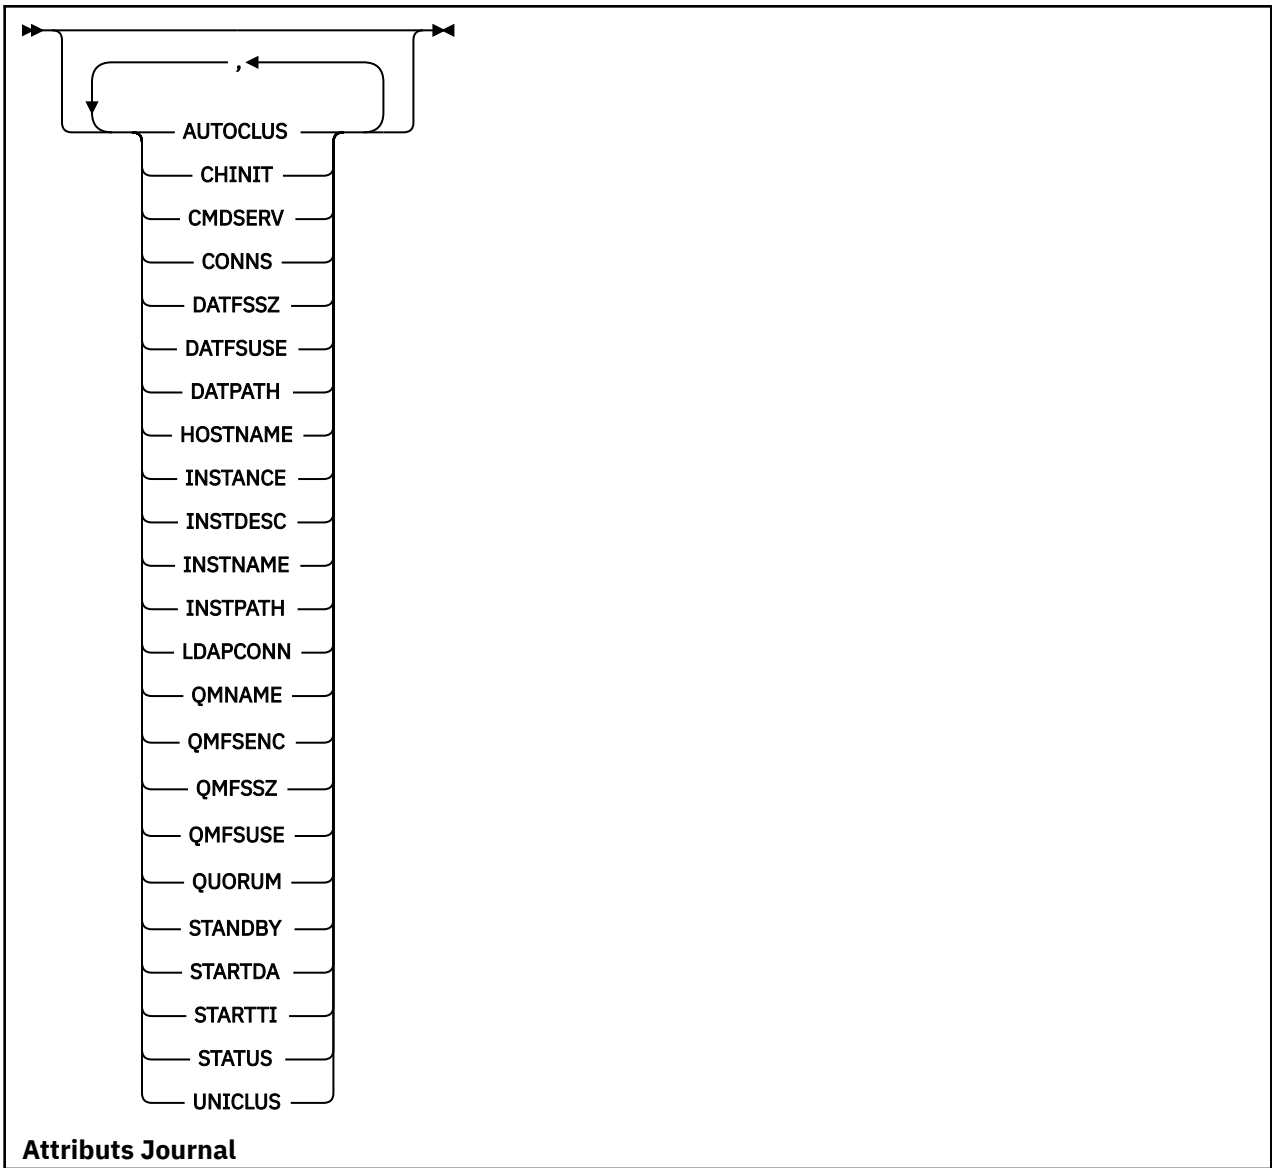 ,
AUTOCLUS
CHINIT
CMDSERV
CONNS
DATFSSZ
DATFSUSE
DATPATH
HOSTNAME
INSTANCE
INSTDESC
INSTNAME
INSTPATH
LDAPCONN
QMNAME
QMFSENC
QMFSSZ
QMFSUSE
QUORUM
STANDBY
STARTDA
STARTTI
STATUS
UNICLUS
Attributs Journal